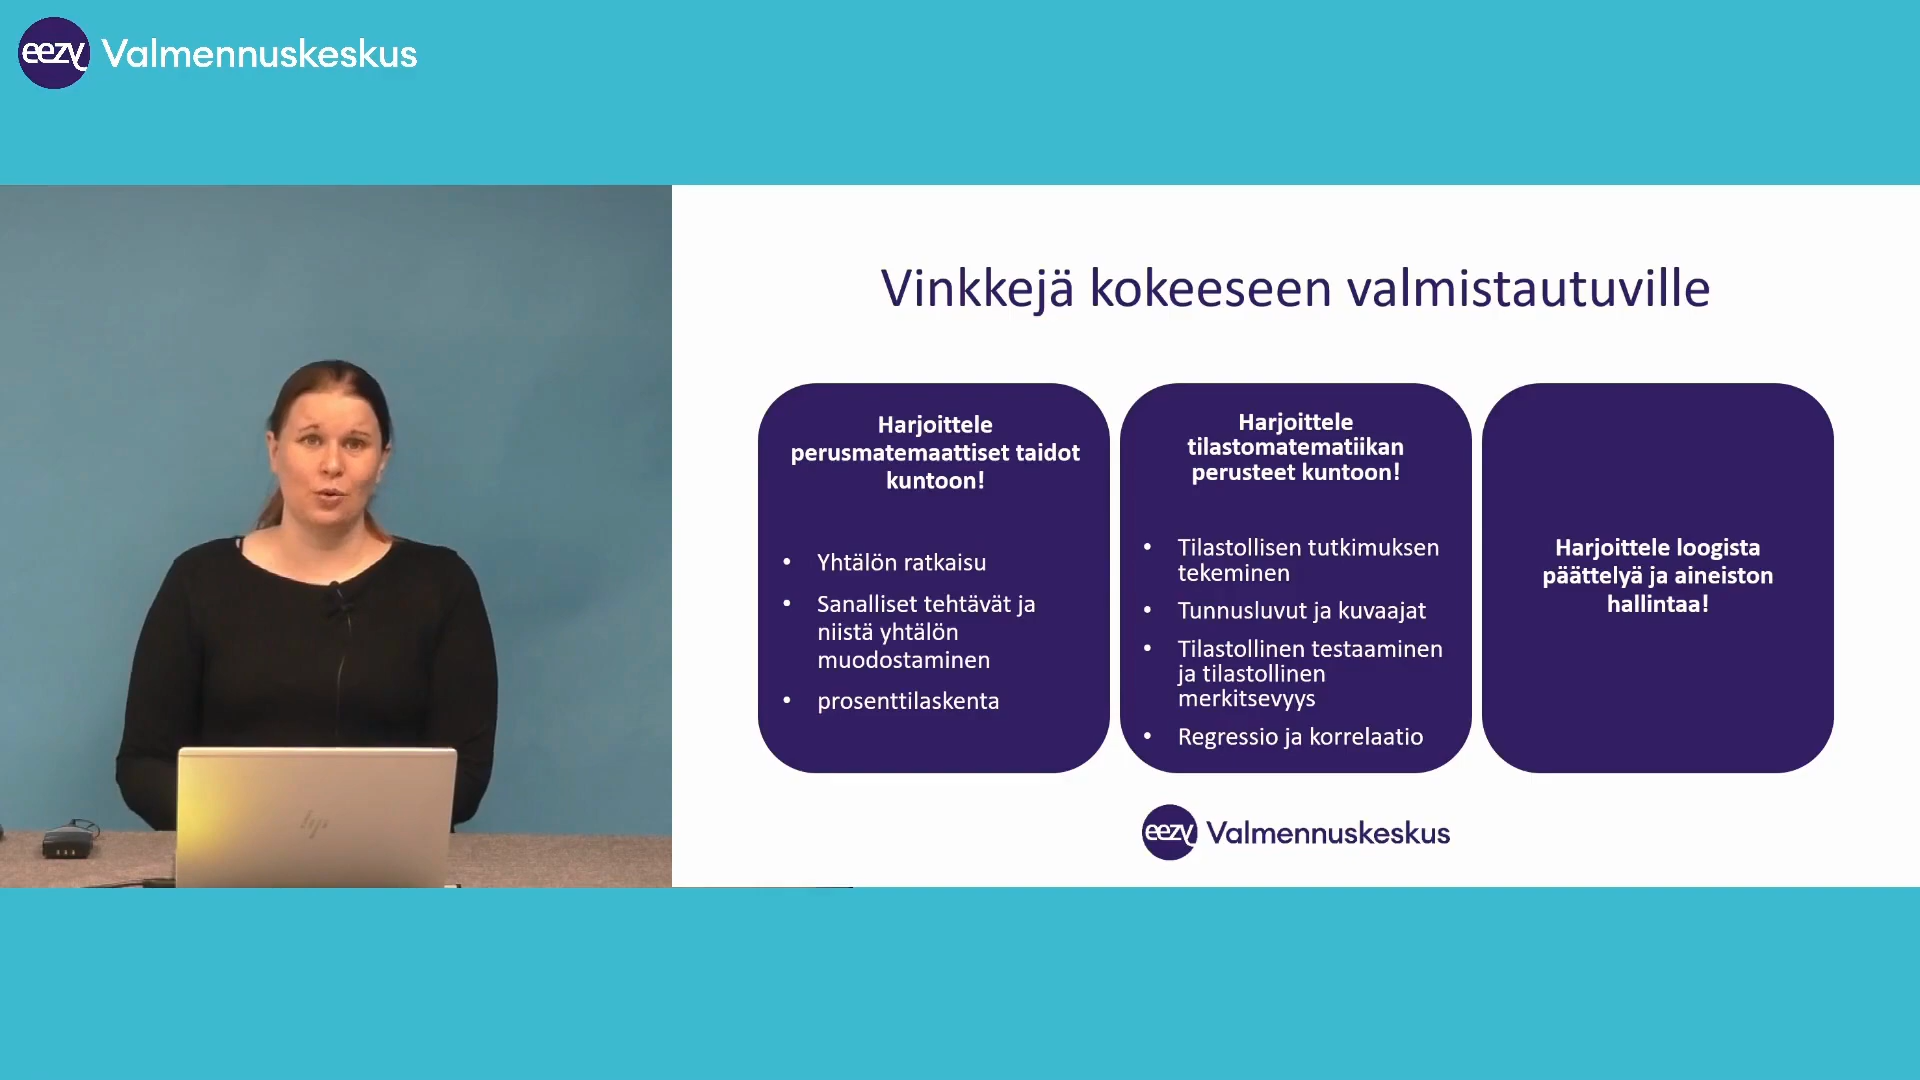 eezy Valmennuskeskus
Vinkkejä kokeeseen valmistautuville
Harjoittele
perusmatemaattiset taidot
kuntoon!
• Yhtälön ratkaisu
• Sanalliset tehtävät ja
niistä yhtälön
muodostaminen
• prosenttilaskenta
Harjoittele
tilastomatematiikan
perusteet kuntoon!
• Tilastollisen tutkimuksen
tekeminen
• Tunnusluvut ja kuvaajat
• Tilastollinen testaaminen
ja tilastollinen
merkitsevyys
• Regressio ja korrelaatio
Harjoittele loogista
päättelyä ja aineiston
hallintaa!
hp
eezy Valmennuskeskus